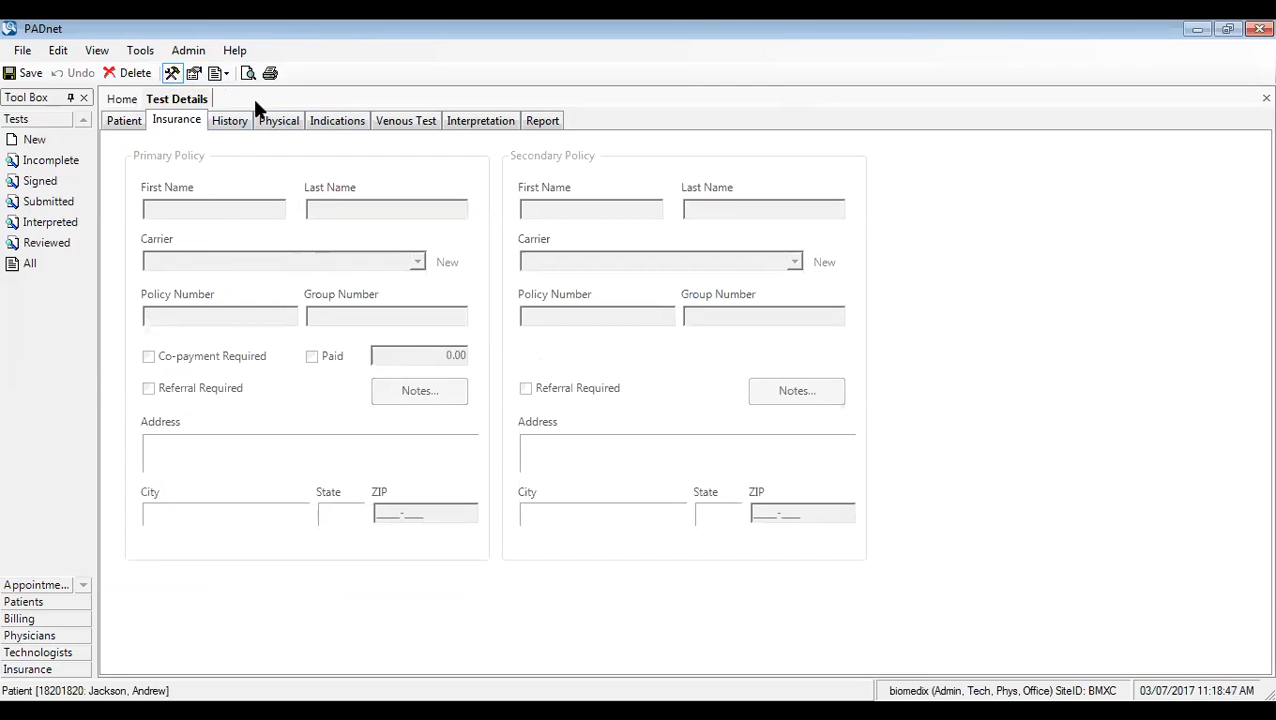 PADnet
File Edit View Tools Admin Help
Save Undo Delete
Tool Box Home Test Details
Tests Patient Insurance History Physical Indications Venous Test Interpretation Report
New
Incomplete
Signed
Submitted
Interpreted
Reviewed
All
Primary Policy Secondary Policy
First Name Last Name First Name Last Name
Carrier Carrier
New New
Policy Number Group Number Policy Number Group Number
Co-payment Required Paid 0.00
Referral Required Notes... Referral Required Notes...
Address Address
City State ZIP City State ZIP
_____-____ _____-____
Appointme...
Patients
Billing
Physicians
Technologists
Insurance
Patient [18201820: Jackson, Andrew] biomedix (Admin, Tech, Phys, Office) SiteID: BMXC 03/07/2017 11:18:47 AM